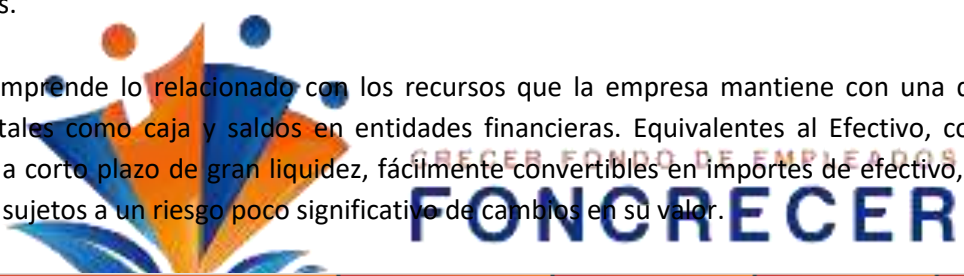 s.
mprende lo relacionado con los recursos que la empresa mantiene con una d
tales como caja y saldos en entidades financieras. Equivalentes al Efectivo, co
a corto plazo de gran liquidez, fácilmente convertibles en importes de efectivo,
CRECER FONDO DE EMPLEADOS
sujetos a un riesgo poco significativo de cambios en su valor.
FONCRECER